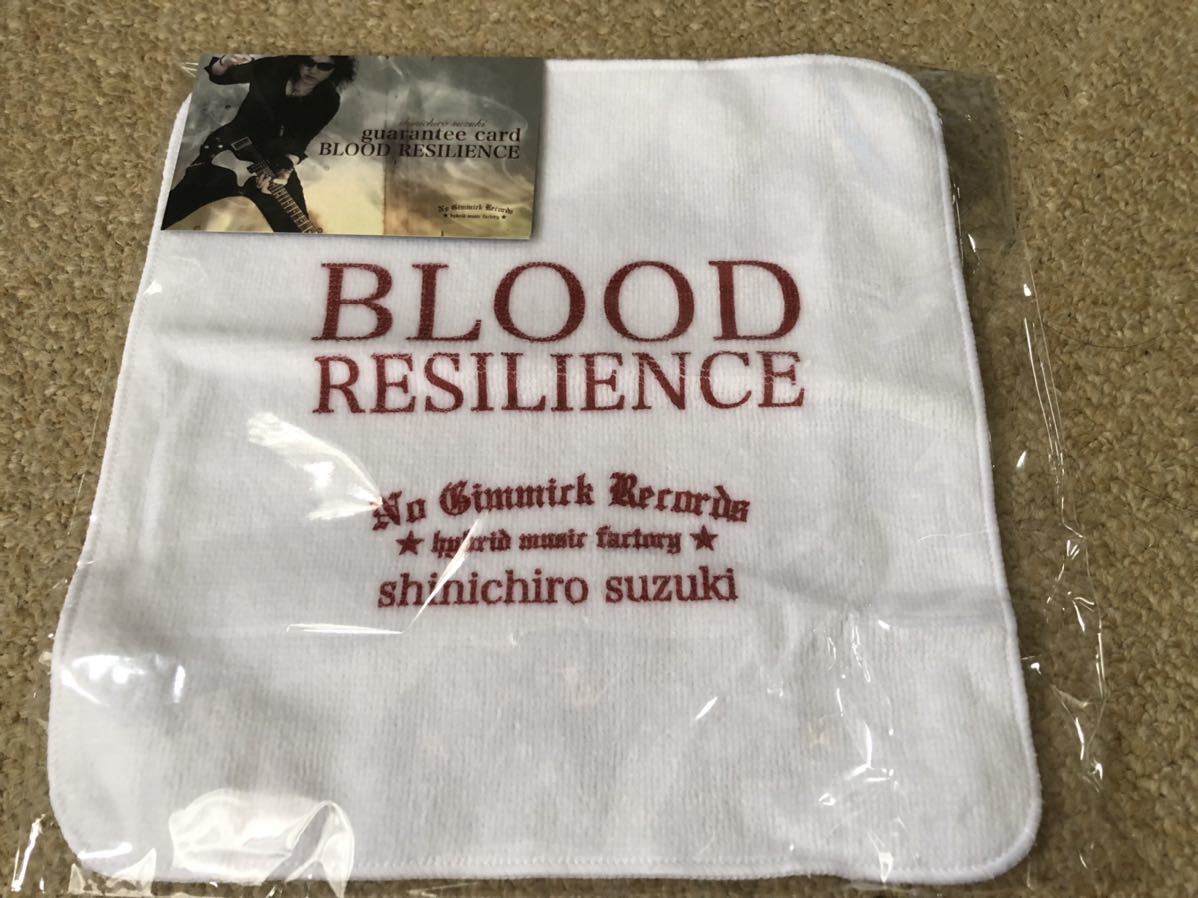 shinichiro suzuki
guarantee card
BLOOD RESILIENCE
No Gimmick Records
★ hybrid music factory ★
BLOOD
RESILIENCE
No Gimmick Records
★ hybrid music factory ★
shinichiro suzuki